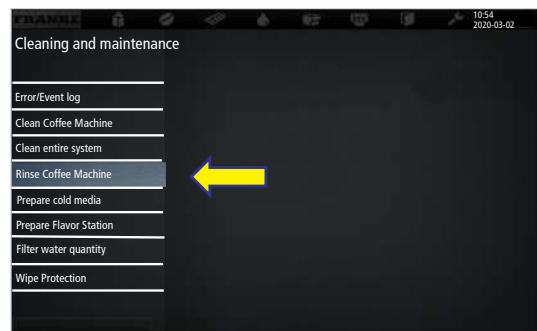 FRANKE
10:54
2020-03-02
Cleaning and maintenance
Error/Event log
Clean Coffee Machine
Clean entire system
Rinse Coffee Machine
Prepare cold media
Prepare Flavor Station
Filter water quantity
Wipe Protection